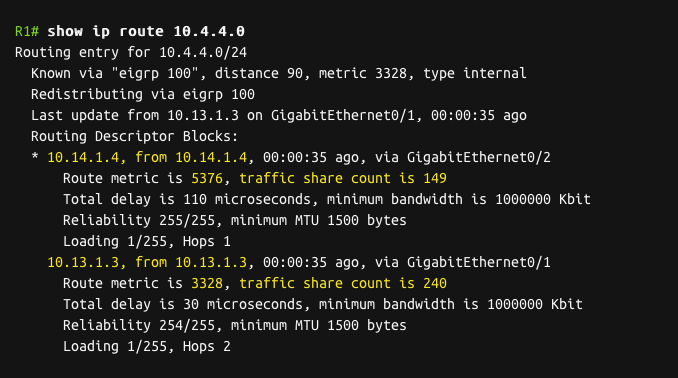 R1# show ip route 10.4.4.0
Routing entry for 10.4.4.0/24
Known via "eigrp 100", distance 90, metric 3328, type internal
Redistributing via eigrp 100
Last update from 10.13.1.3 on GigabitEthernet0/1, 00:00:35 ago
Routing Descriptor Blocks:
* 10.14.1.4, from 10.14.1.4, 00:00:35 ago, via GigabitEthernet0/2
Route metric is 5376, traffic share count is 149
Total delay is 110 microseconds, minimum bandwidth is 1000000 Kbit
Reliability 255/255, minimum MTU 1500 bytes
Loading 1/255, Hops 1
10.13.1.3, from 10.13.1.3, 00:00:35 ago, via GigabitEthernet0/1
Route metric is 3328, traffic share count is 240
Total delay is 30 microseconds, minimum bandwidth is 1000000 Kbit
Reliability 254/255, minimum MTU 1500 bytes
Loading 1/255, Hops 2